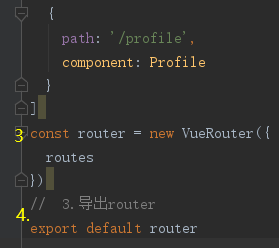 {
path: '/profile',
component: Profile
}
]
3 const router = new VueRouter({
routes
})
// 3.导出router
4. export default router